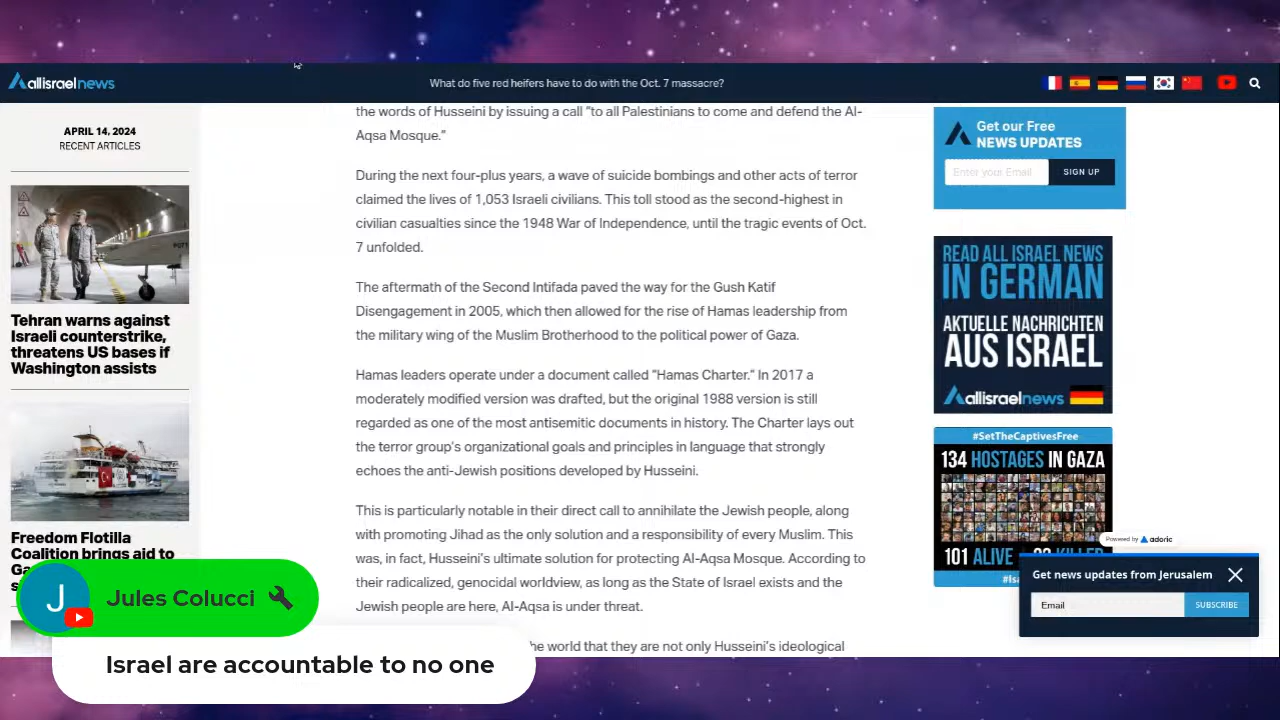 allisraelnews
What do five red heifers have to do with the Oct. 7 massacre?
APRIL 14, 2024
RECENT ARTICLES
Tehran warns against
Israeli counterstrike,
threatens US bases if
Washington assists
Freedom Flotilla
Coalition brings aid to
the words of Husseini by issuing a call “to all Palestinians to come and defend the Al-
Aqsa Mosque.”
During the next four-plus years, a wave of suicide bombings and other acts of terror
claimed the lives of 1,053 Israeli civilians. This toll stood as the second-highest in
civilian casualties since the 1948 War of Independence, until the tragic events of Oct.
7 unfolded.
The aftermath of the Second Intifada paved the way for the Gush Katif
Disengagement in 2005, which then allowed for the rise of Hamas leadership from
the military wing of the Muslim Brotherhood to the political power of Gaza.
Hamas leaders operate under a document called "Hamas Charter." In 2017 a
moderately modified version was drafted, but the original 1988 version is still
regarded as one of the most antisemitic documents in history. The Charter lays out
the terror group's organizational goals and principles in language that strongly
echoes the anti-Jewish positions developed by Husseini.
This is particularly notable in their direct call to annihilate the Jewish people, along
with promoting Jihad as the only solution and a responsibility of every Muslim. This
was, in fact, Husseini's ultimate solution for protecting Al-Aqsa Mosque. According to
their radicalized, genocidal worldview, as long as the State of Israel exists and the
Jewish people are here, Al-Aqsa is under threat.
he world that they are not only Husseini's ideological
Get our Free
NEWS UPDATES
Enter your Email
SIGN UP
READ ALL ISRAEL NEWS
IN GERMAN
AKTUELLE NACHRICHTEN
AUS ISRAEL
allisraelnews
#SetTheCaptivesFree
134 HOSTAGES IN GAZA
101 ALIVE
Powered by adoric
Get news updates from Jerusalem
Email
SUBSCRIBE
J
Jules Colucci
Israel are accountable to no one